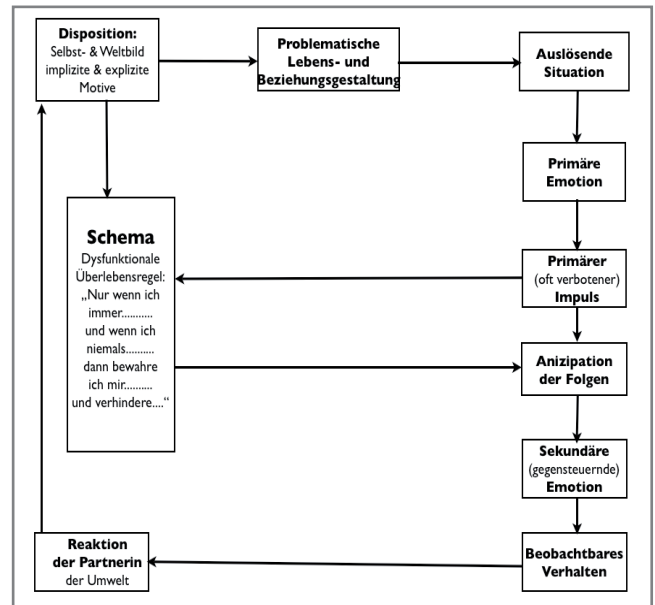 Disposition:
Selbst- & Weltbild
implizite & explizite
Motive
Problematische
Lebens- und
Beziehungsgestaltung
Auslösende
Situation
Primäre
Emotion
Primärer
(oft verbotener)
Impuls
Schema
Dysfunktionale
Überlebensregel:
„Nur wenn ich
immer...........
und wenn ich
niemals..........
dann bewahre
ich mir..........
und verhindere....“
Anizipation
der Folgen
Sekundäre
(gegensteuernde)
Emotion
Beobachtbares
Verhalten
Reaktion
der Partnerin
der Umwelt